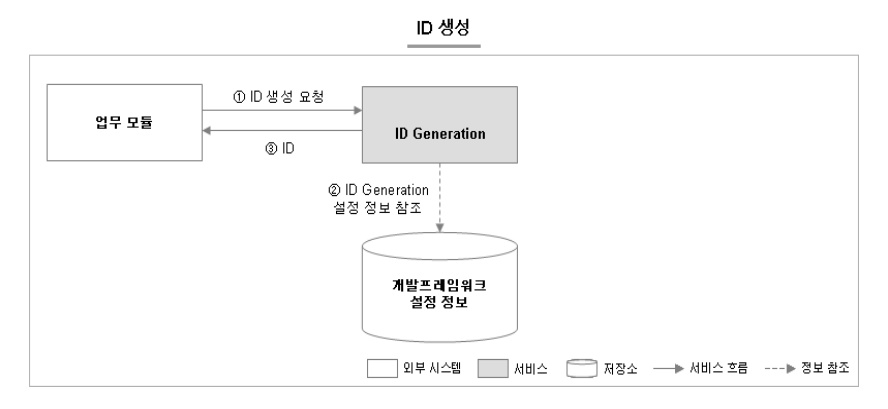 ID 생성
① ID 생성 요청
업무 모듈
ID Generation
③ ID
② ID Generation
설정 정보 참조
개발프레임워크
설정 정보
외부 시스템
서비스
저장소
서비스 흐름
정보 참조